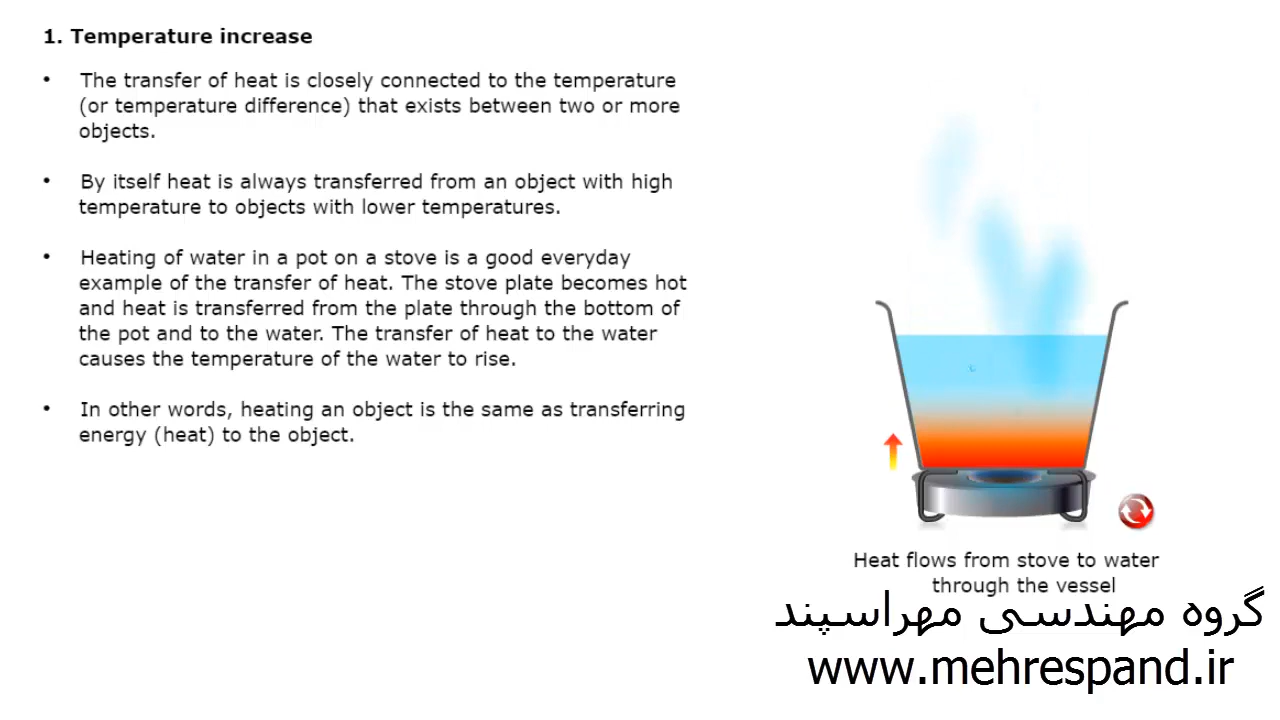 1. Temperature increase
• The transfer of heat is closely connected to the temperature
(or temperature difference) that exists between two or more
objects.
• By itself heat is always transferred from an object with high
temperature to objects with lower temperatures.
• Heating of water in a pot on a stove is a good everyday
example of the transfer of heat. The stove plate becomes hot
and heat is transferred from the plate through the bottom of
the pot and to the water. The transfer of heat to the water
causes the temperature of the water to rise.
• In other words, heating an object is the same as transferring
energy (heat) to the object.
Heat flows from stove to water
through the vessel
گروه مهندسی مهراسپند
www.mehrespand.ir